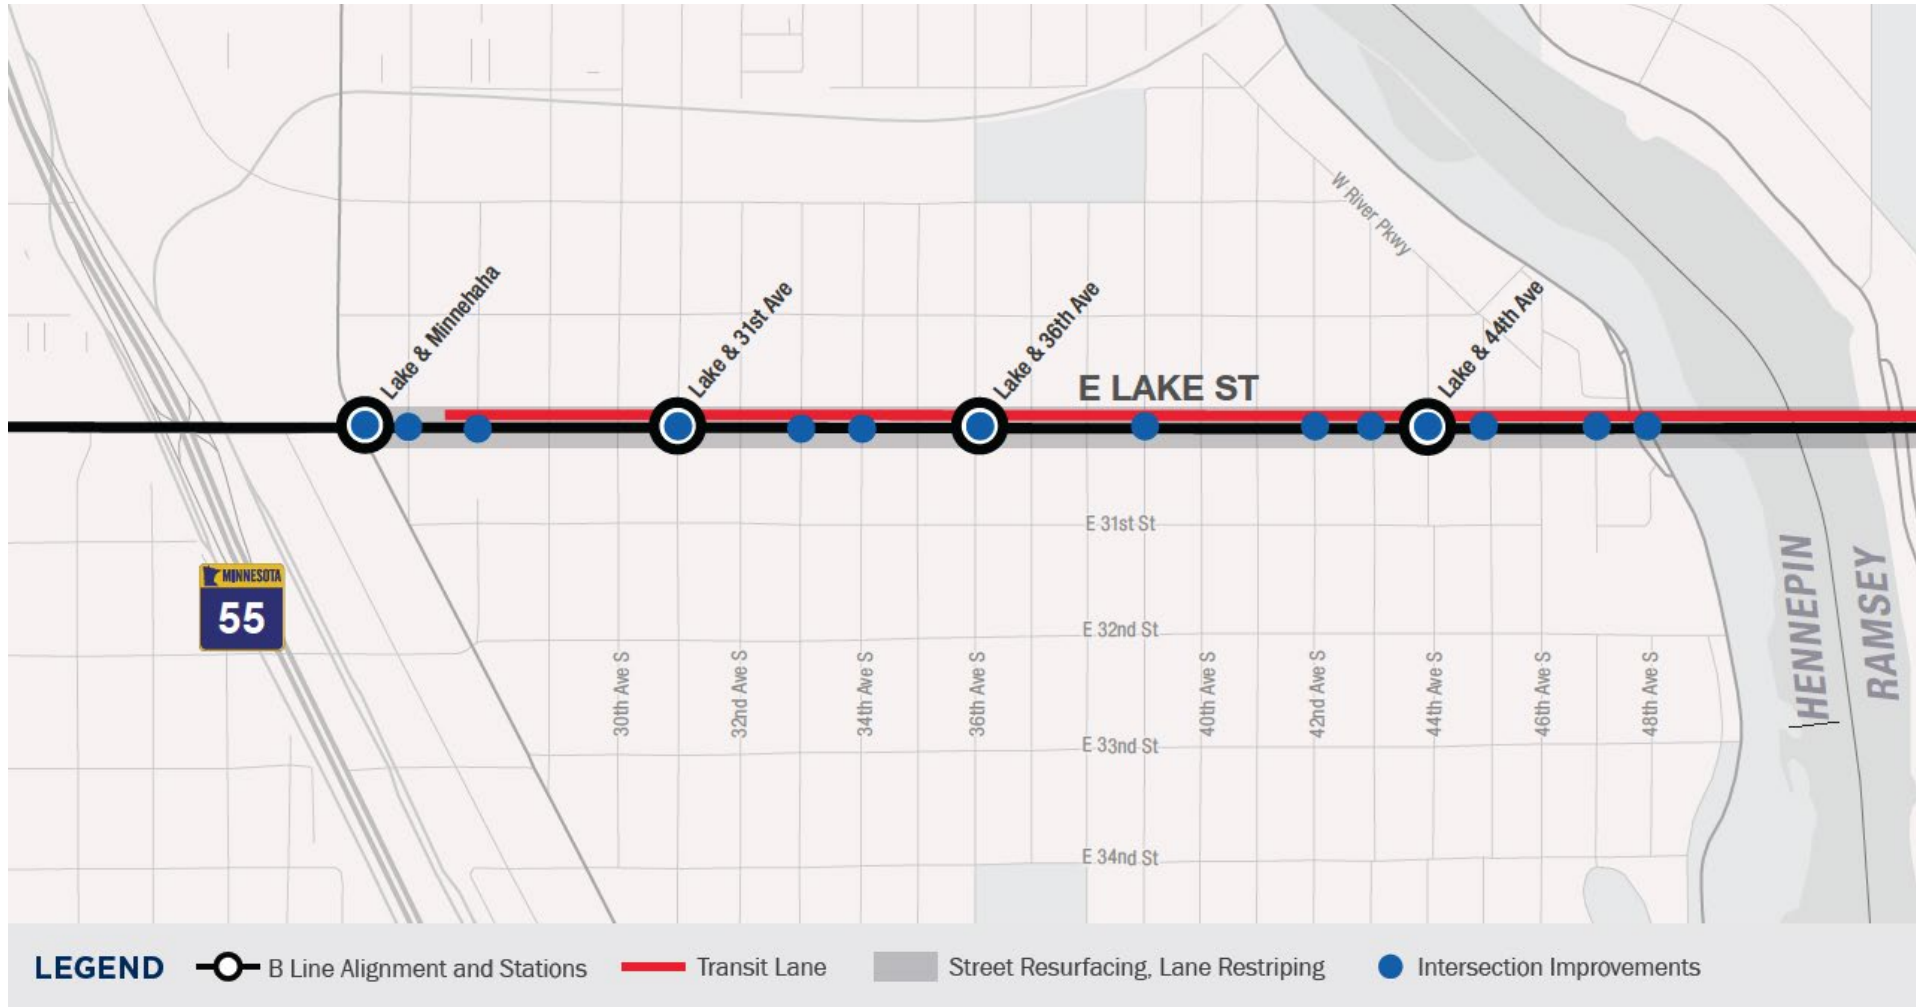 W River Pkwy
Lake & Minnehaha
Lake & 31st Ave
Lake & 36th Ave
Lake & 44th Ave
E LAKE ST
E 31st St
MINNESOTA
55
HENNEPIN
RAMSEY
E 32nd St
30th Ave S
32nd Ave S
34th Ave S
36th Ave S
40th Ave S
42nd Ave S
44th Ave S
46th Ave S
48th Ave S
E 33nd St
E 34nd St
LEGEND
B Line Alignment and Stations
Transit Lane
Street Resurfacing, Lane Restriping
Intersection Improvements